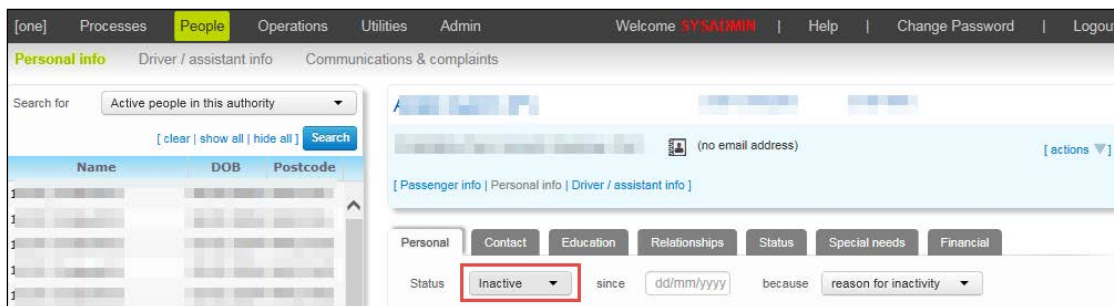 [one] Processes People Operations Utilities Admin Welcome SYSADMIN | Help | Change Password | Logout
Personal info Driver / assistant info Communications & complaints
Search for Active people in this authority
[ clear | show all | hide all ] Search
Name DOB Postcode
(no email address)
[ actions ]
[ Passenger info | Personal info | Driver / assistant info ]
Personal Contact Education Relationships Status Special needs Financial
Status Inactive since dd/mm/yyyy because reason for inactivity